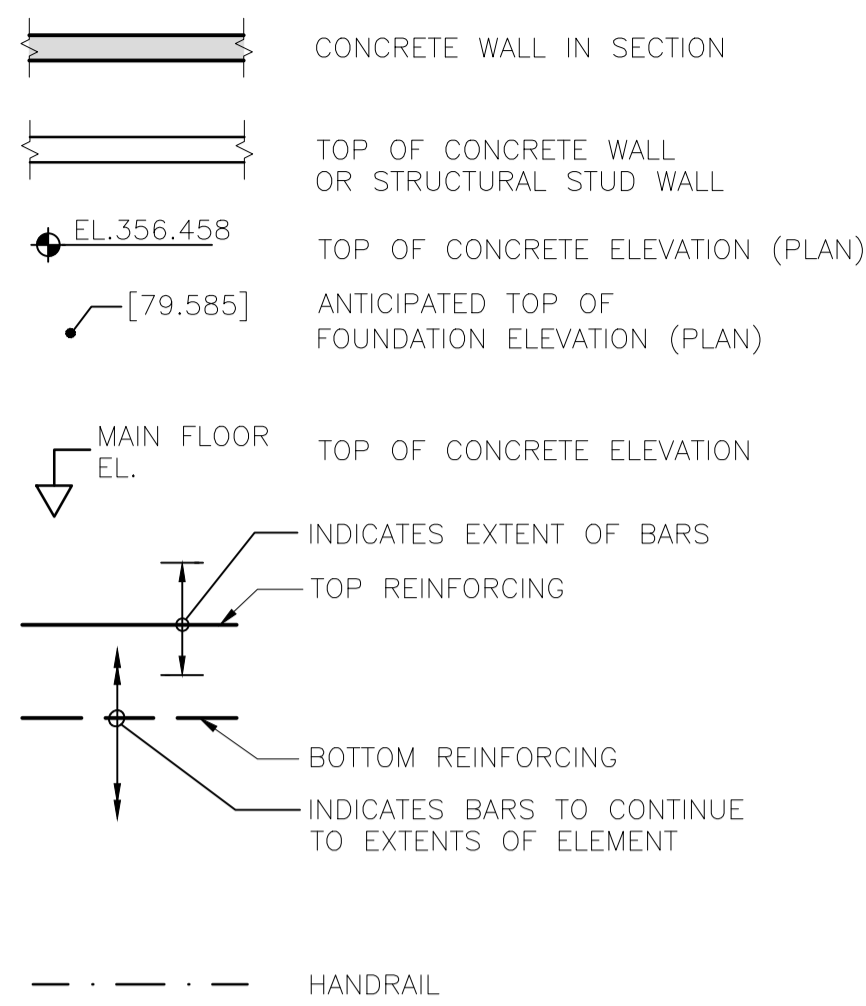 CONCRETE WALL IN SECTION
TOP OF CONCRETE WALL
OR STRUCTURAL STUD WALL
EL.356.458
TOP OF CONCRETE ELEVATION (PLAN)
[79.585]
ANTICIPATED TOP OF
FOUNDATION ELEVATION (PLAN)
MAIN FLOOR
EL.
TOP OF CONCRETE ELEVATION
INDICATES EXTENT OF BARS
TOP REINFORCING
BOTTOM REINFORCING
INDICATES BARS TO CONTINUE
TO EXTENTS OF ELEMENT
HANDRAIL